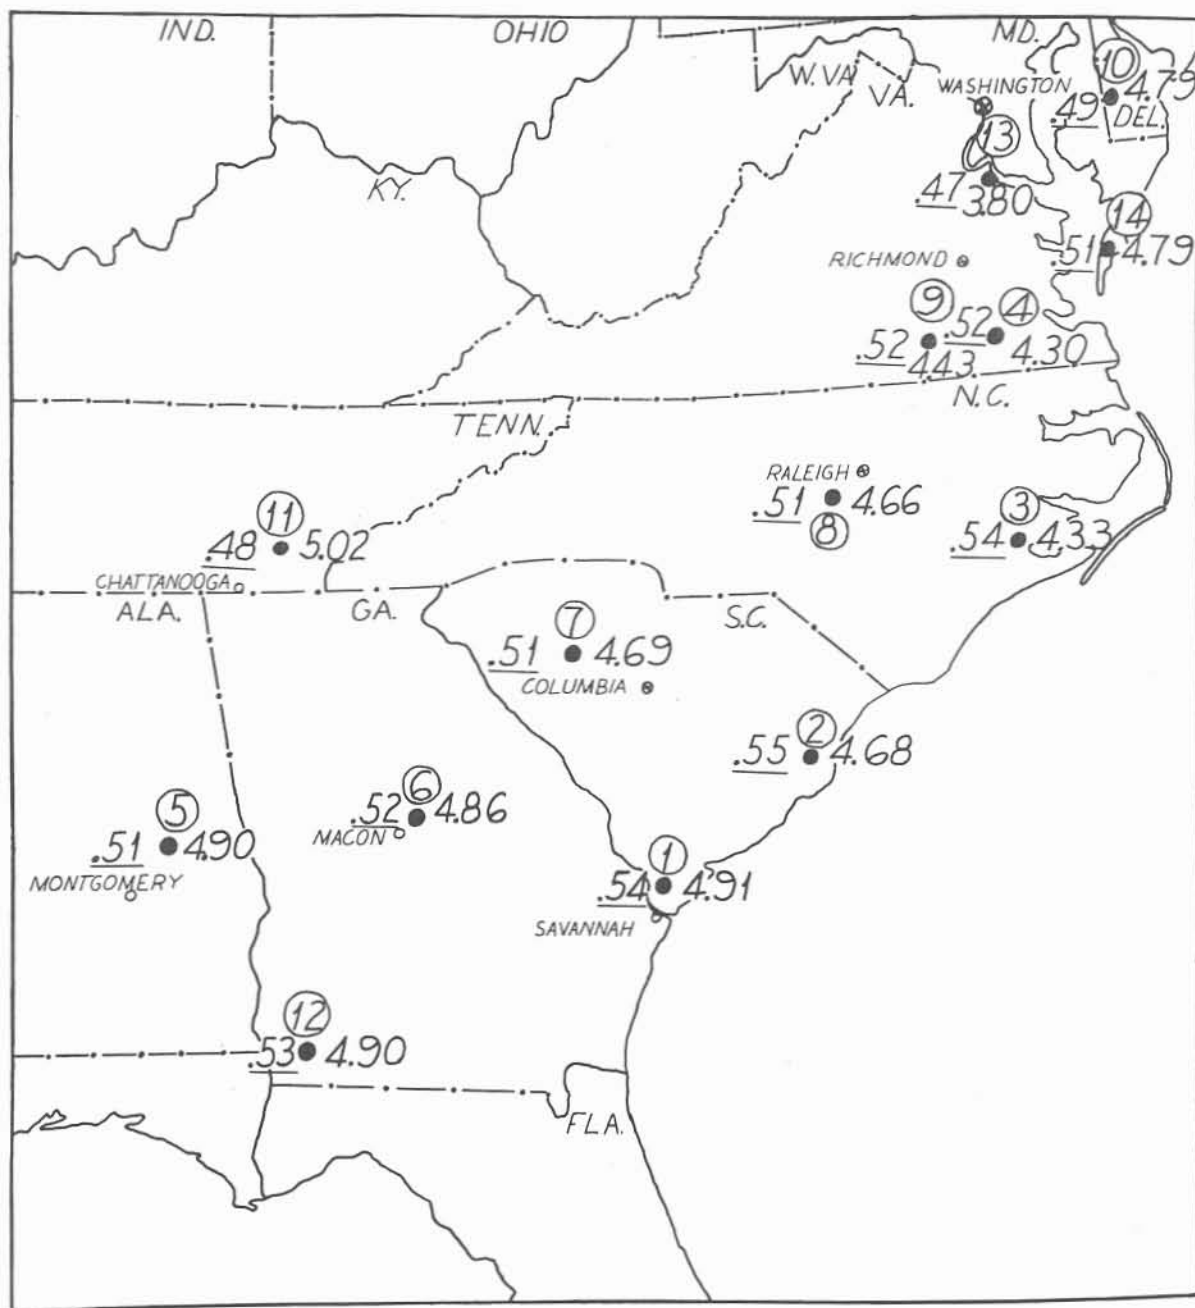 IND.
OHIO
MD.
10
4.79
.49
DEL.
W. VA
VA.
WASHINGTON
13
.47
3.80
KY.
14
.51
4.79
RICHMOND
9
.52
4.43
4
.52
4.30
N.C.
TENN.
RALEIGH
.51
4.66
8
3
.54
4.33
11
.48
5.02
CHATTANOOGA
ALA.
GA.
S.C.
7
.51
4.69
COLUMBIA
2
.55
4.68
6
.52
4.86
MACON
5
.51
4.90
MONTGOMERY
1
.54
4.91
SAVANNAH
12
.53
4.90
FLA.